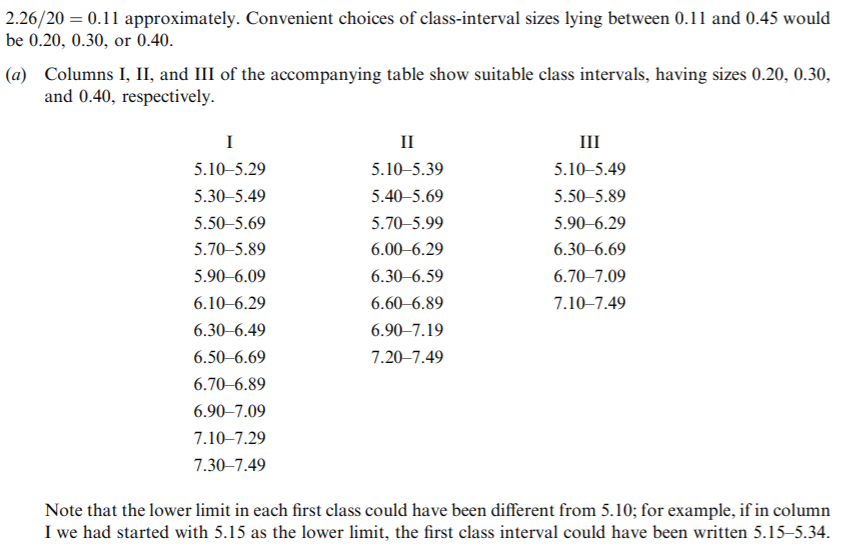 2.26/20 = 0.11 approximately. Convenient choices of class-interval sizes lying between 0.11 and 0.45 would
be 0.20, 0.30, or 0.40.
(a) Columns I, II, and III of the accompanying table show suitable class intervals, having sizes 0.20, 0.30,
and 0.40, respectively.
I II III
5.10–5.29 5.10–5.39 5.10–5.49
5.30–5.49 5.40–5.69 5.50–5.89
5.50–5.69 5.70–5.99 5.90–6.29
5.70–5.89 6.00–6.29 6.30–6.69
5.90–6.09 6.30–6.59 6.70–7.09
6.10–6.29 6.60–6.89 7.10–7.49
6.30–6.49 6.90–7.19
6.50–6.69 7.20–7.49
6.70–6.89
6.90–7.09
7.10–7.29
7.30–7.49
Note that the lower limit in each first class could have been different from 5.10; for example, if in column
I we had started with 5.15 as the lower limit, the first class interval could have been written 5.15–5.34.